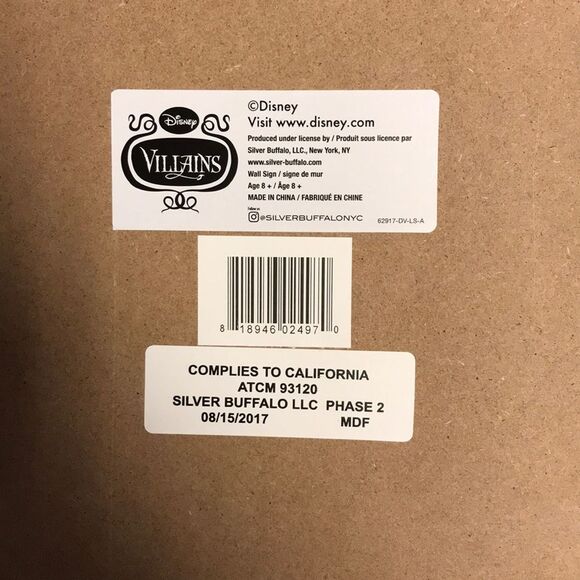 Disney
VILLAINS
©Disney
Visit www.disney.com
Produced under license by / Produit sous licence par
Silver Buffalo, LLC., New York, NY
www.silver-buffalo.com
Wall Sign / signe de mur
Age 8 + / Âge 8 +
MADE IN CHINA / FABRIQUÉ EN CHINE
Follow us
@SILVERBUFFALONYC
62917-DV-LS-A
8 18946 02497 0
COMPLIES TO CALIFORNIA
ATCM 93120
SILVER BUFFALO LLC PHASE 2
08/15/2017 MDF